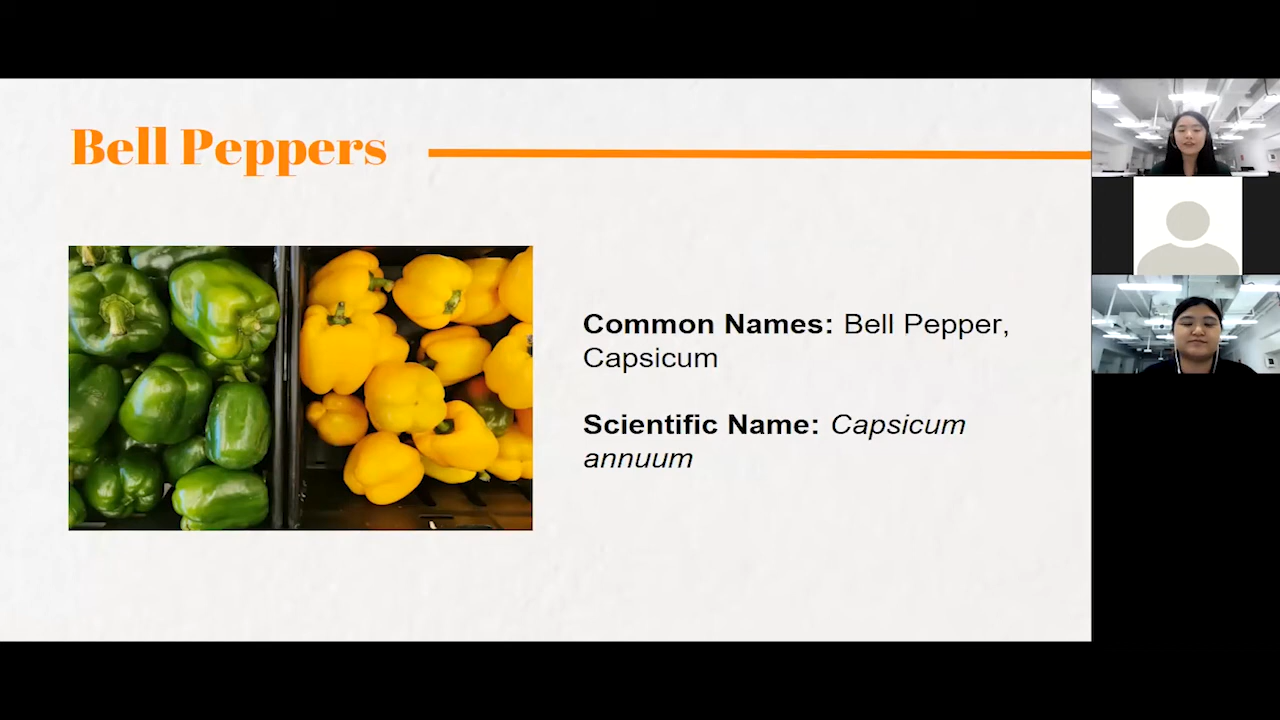 Bell Peppers
Common Names: Bell Pepper,
Capsicum
Scientific Name: Capsicum
annuum